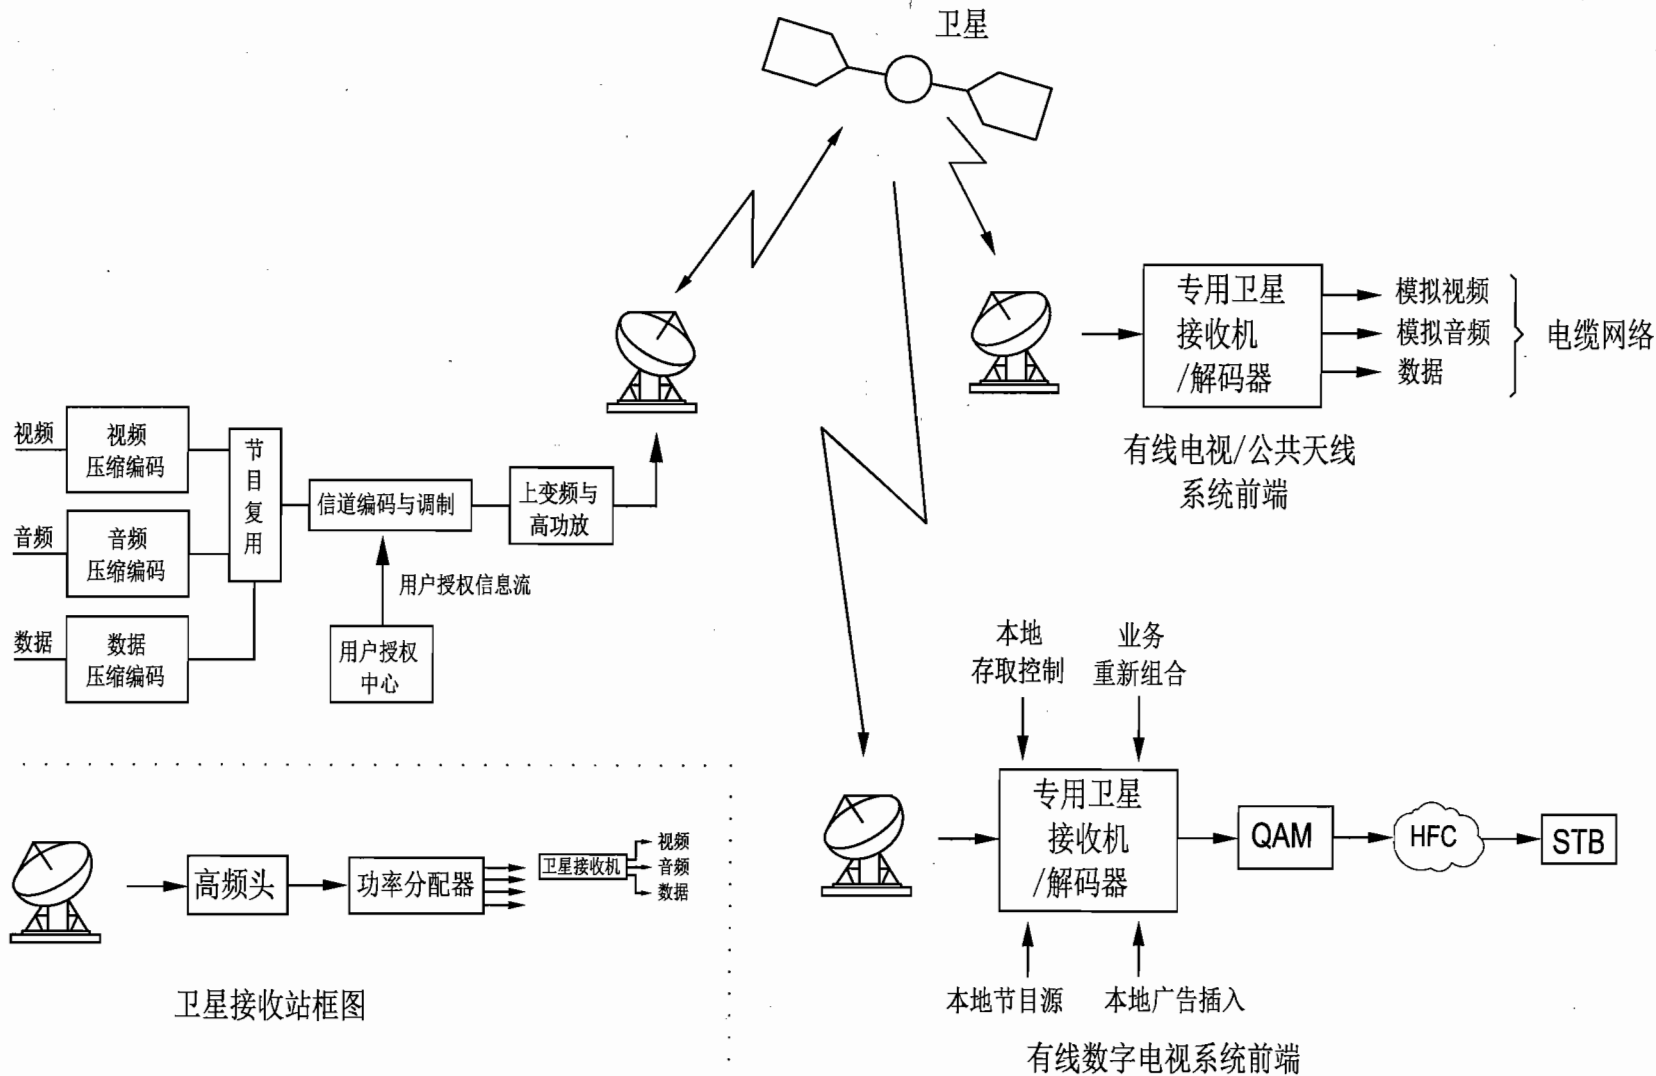 卫星
专用卫星
接收机
/解码器
模拟视频
模拟音频
数据
电缆网络
有线电视/公共天线
系统前端
视频
视频
压缩编码
音频
音频
压缩编码
数据
数据
压缩编码
节
目
复
用
信道编码与调制
上变频与
高功放
用户授权信息流
用户授权
中心
本地
存取控制
业务
重新组合
专用卫星
接收机
/解码器
QAM
HFC
STB
本地节目源
本地广告插入
有线数字电视系统前端
高频头
功率分配器
卫星接收机
视频
音频
数据
卫星接收站框图